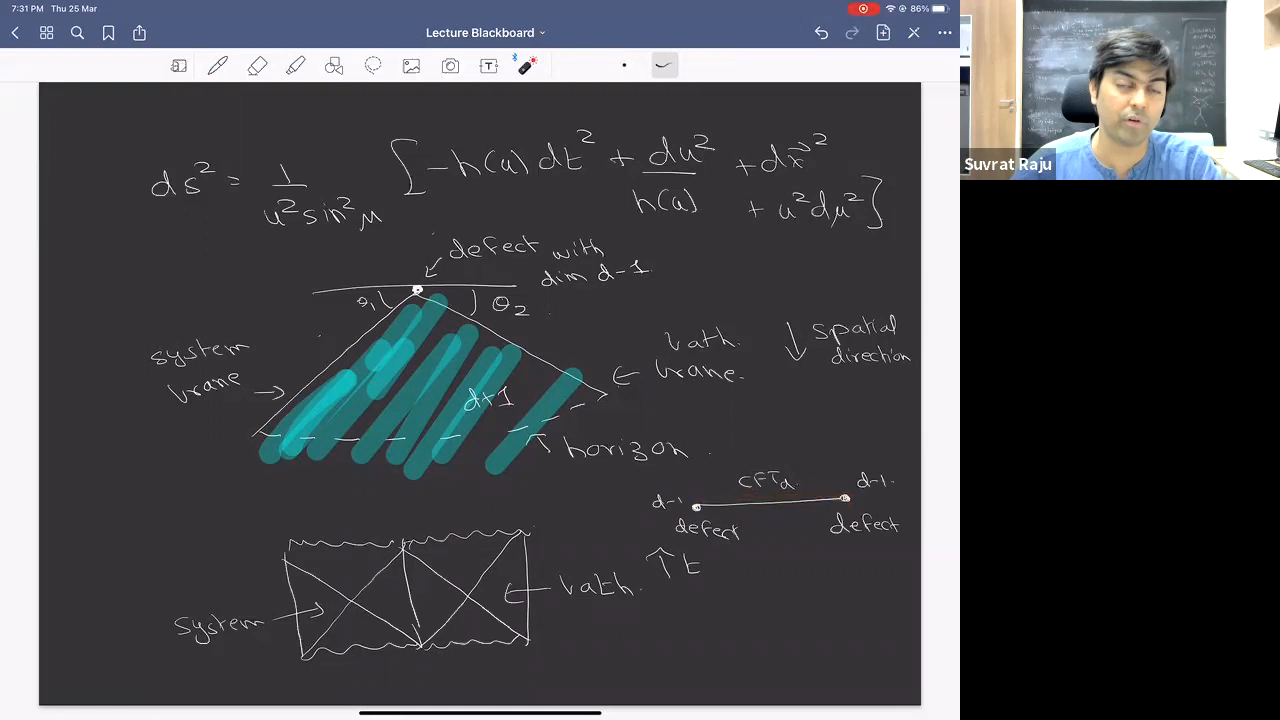 7:31 PM Thu 25 Mar
86%
Lecture Blackboard
ds² = 1/(u² sin² μ) [ -h(u) dt² + du²/h(u) + dx⃗² + u² dμ² ]
defect with
dim d-1
θ₁
θ₂
system
brane
bath
brane
spatial
direction
d+1
horizon
CFT_d
d-1
defect
d-1
defect
↑ t
system
bath
Suvrat Raju